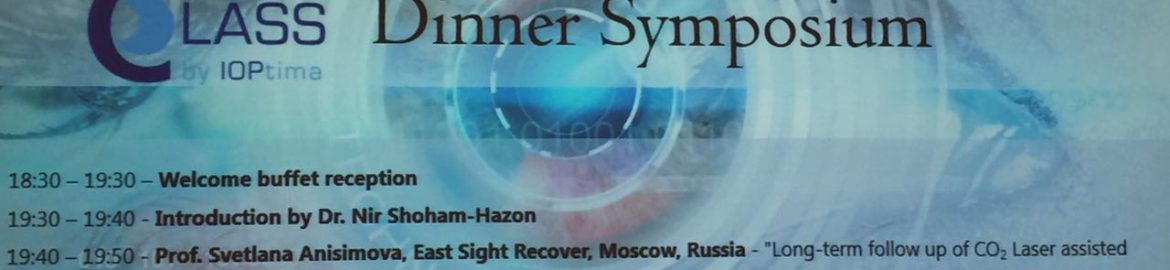 CLASS Dinner Symposium
by IOPtima
18:30 – 19:30 – Welcome buffet reception
19:30 – 19:40 - Introduction by Dr. Nir Shoham-Hazon
19:40 – 19:50 - Prof. Svetlana Anisimova, East Sight Recover, Moscow, Russia - "Long-term follow up of CO₂ Laser assisted